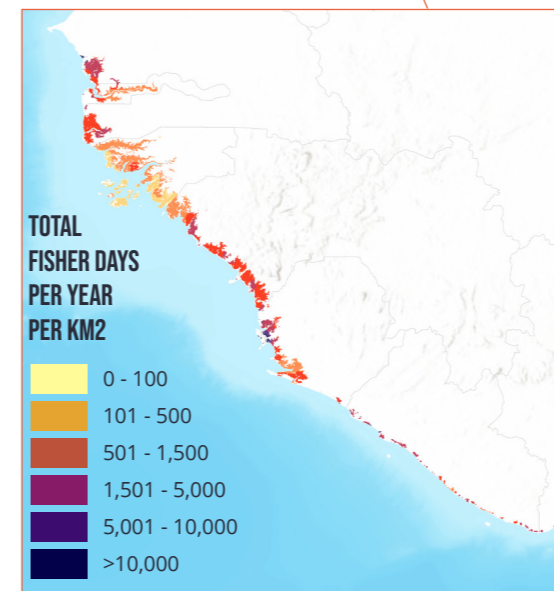 TOTAL
FISHER DAYS
PER YEAR
PER KM2
0 - 100
101 - 500
501 - 1,500
1,501 - 5,000
5,001 - 10,000
>10,000